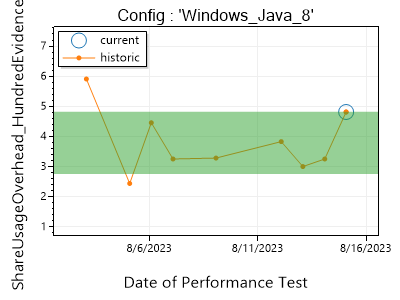 Config : 'Windows_Java_8'
ShareUsageOverhead_HundredEvidence
current
historic
7
6
5
4
3
2
1
8/6/2023
8/11/2023
8/16/2023
Date of Performance Test